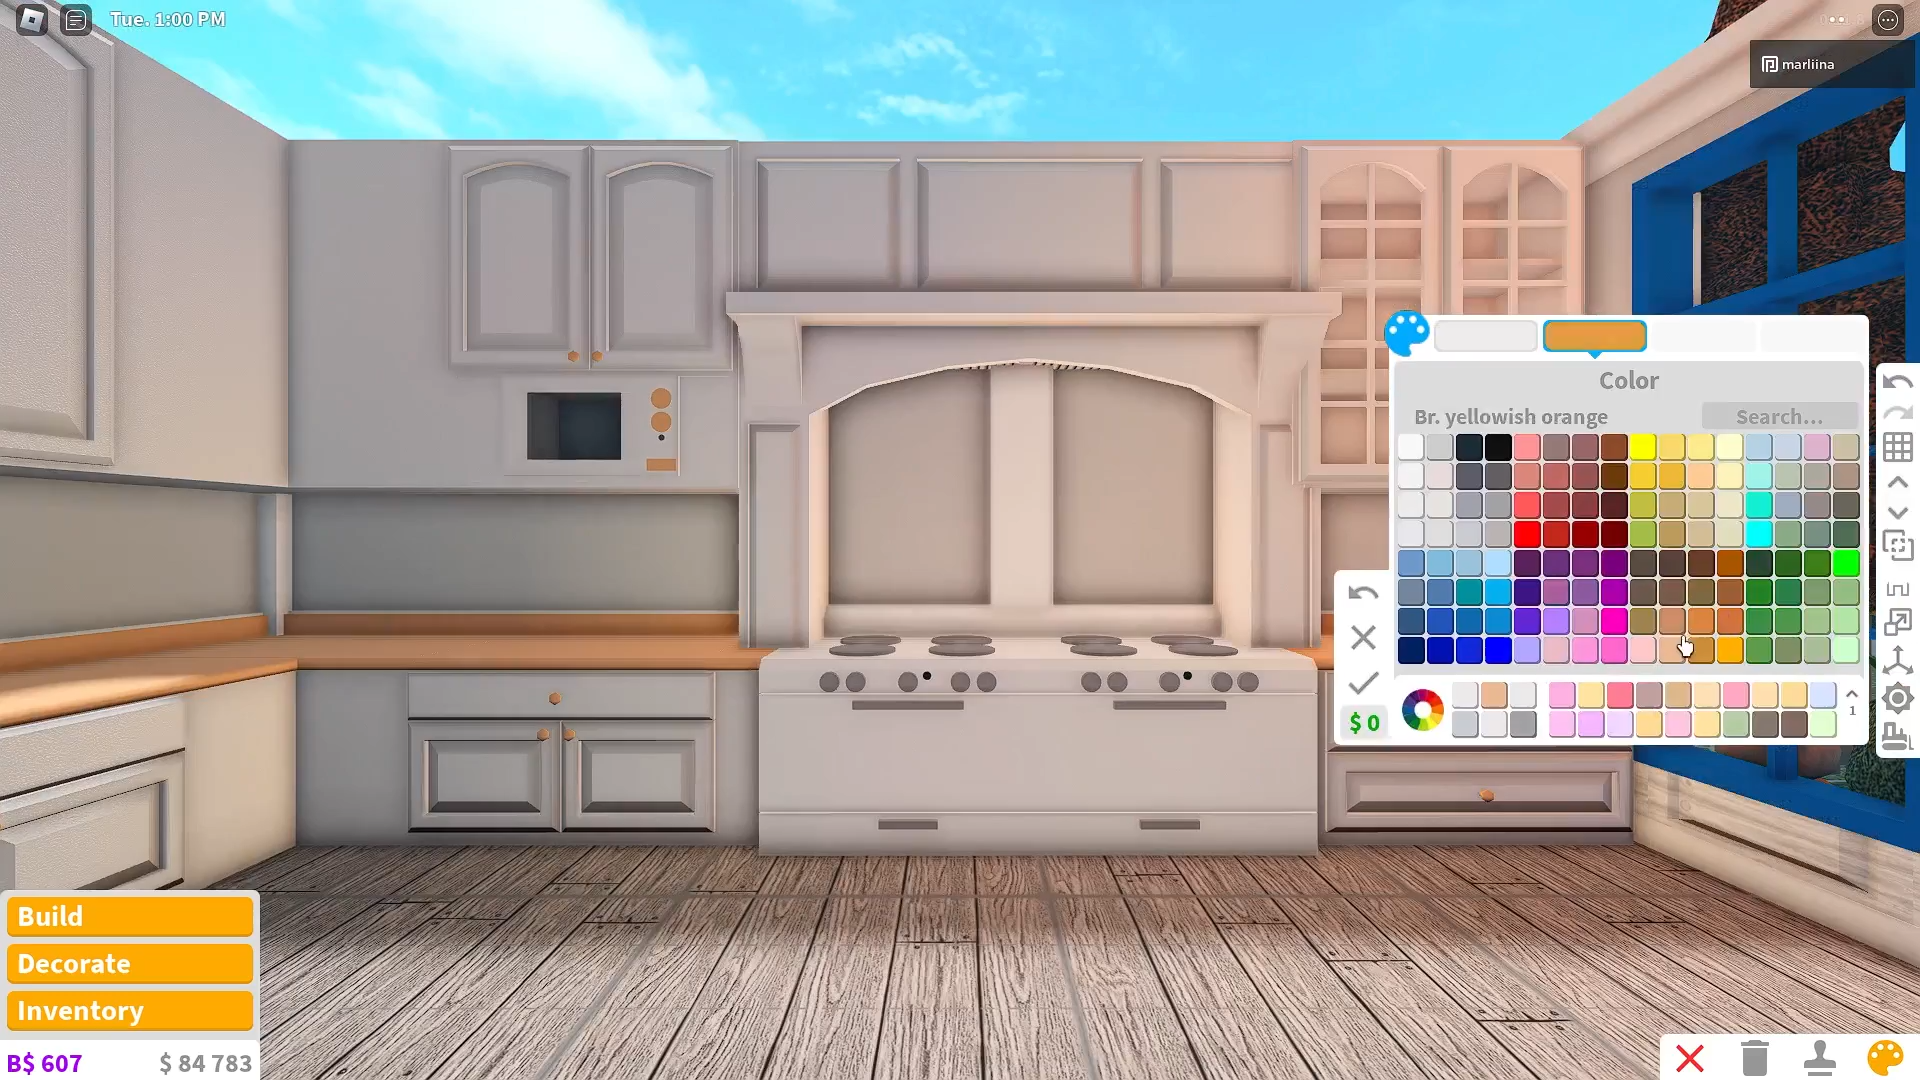 Tue. 1:00 PM
marliina
Color
Br. yellowish orange
Search...
1
$ 0
Build
Decorate
Inventory
B$ 607
$ 84 783